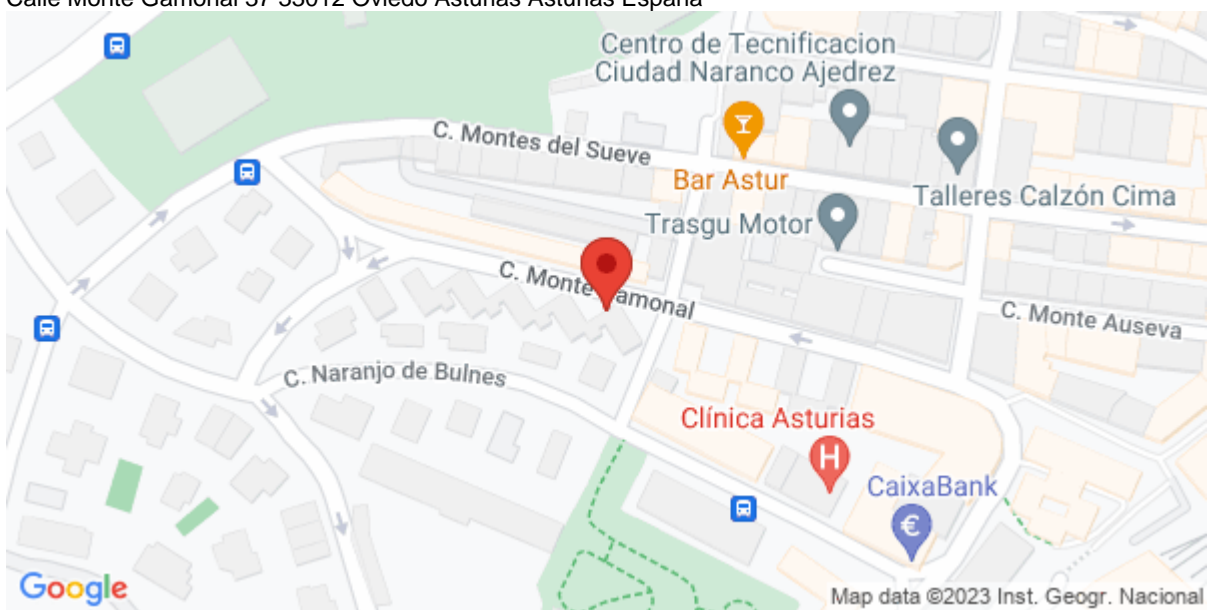 Calle Monte Gamonal 37 33012 Oviedo Asturias Asturias España
Centro de Tecnificacion
Ciudad Naranco Ajedrez
C. Montes del Sueve
Bar Astur
Talleres Calzón Cima
Trasgu Motor
C. Monte Gamonal
C. Monte Auseva
C. Naranjo de Bulnes
Clínica Asturias
H
CaixaBank
€
Google
Map data ©2023 Inst. Geogr. Nacional